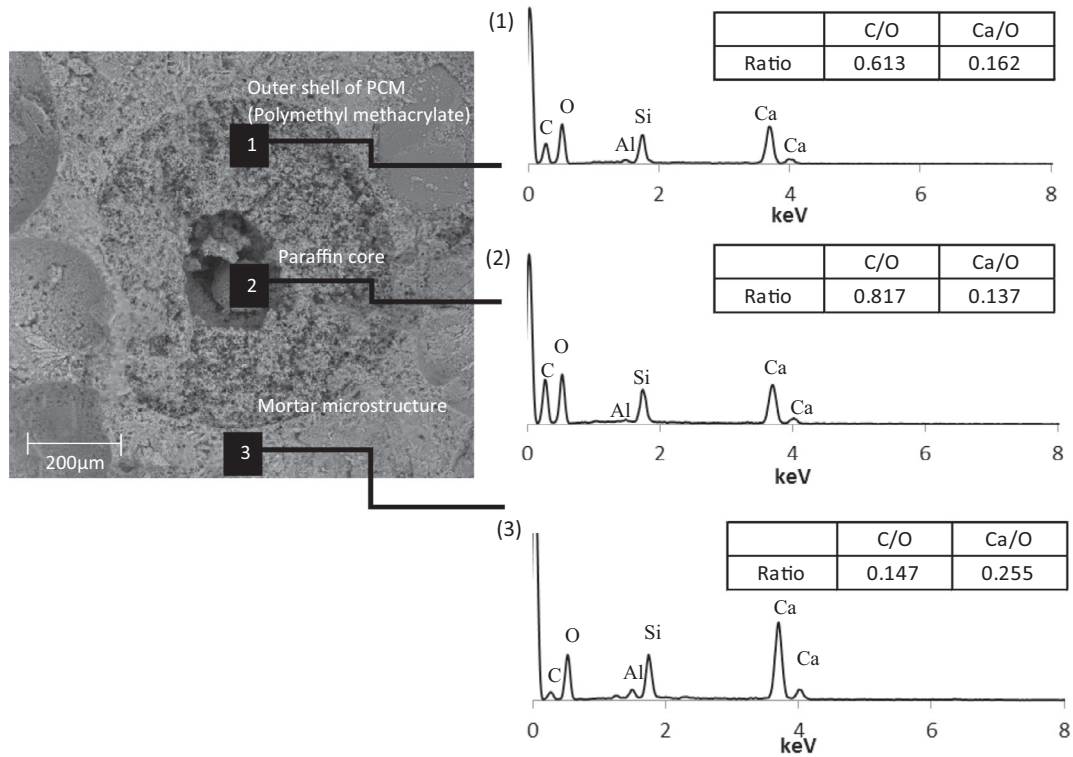 Outer shell of PCM
(Polymethyl methacrylate)
1
Paraffin core
2
Mortar microstructure
3
200μm
(1)
C/O Ca/O
Ratio 0.613 0.162
C O Al Si Ca Ca
0 2 4 6 8
keV
(2)
C/O Ca/O
Ratio 0.817 0.137
C O Al Si Ca Ca
0 2 4 6 8
keV
(3)
C/O Ca/O
Ratio 0.147 0.255
C O Al Si Ca Ca
0 2 4 6 8
keV